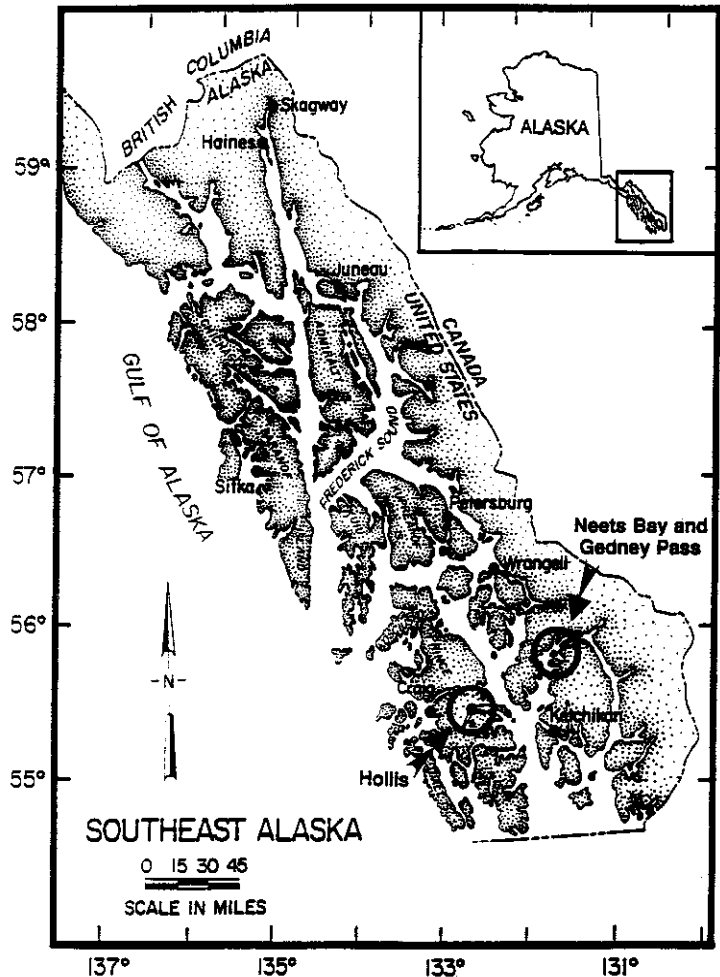 BRITISH COLUMBIA
ALASKA
Skagway
Haines
ALASKA
59°
Juneau
58°
CANADA
UNITED STATES
GULF OF ALASKA
FREDERICK SOUND
57°
Sitka
Petersburg
Neets Bay and
Gedney Pass
Wrangell
56°
-N-
Craig
Ketchikan
55°
Hollis
SOUTHEAST ALASKA
0 15 30 45
SCALE IN MILES
137° 135° 133° 131°